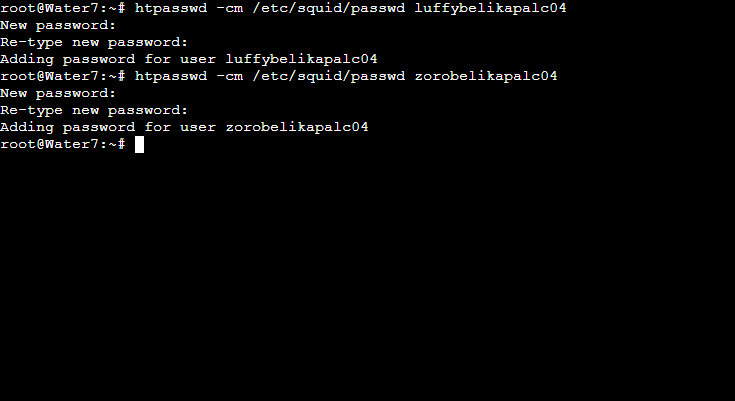 root@Water7:~# htpasswd -cm /etc/squid/passwd luffybelikapalc04
New password:
Re-type new password:
Adding password for user luffybelikapalc04
root@Water7:~# htpasswd -cm /etc/squid/passwd zorobelikapalc04
New password:
Re-type new password:
Adding password for user zorobelikapalc04
root@Water7:~#